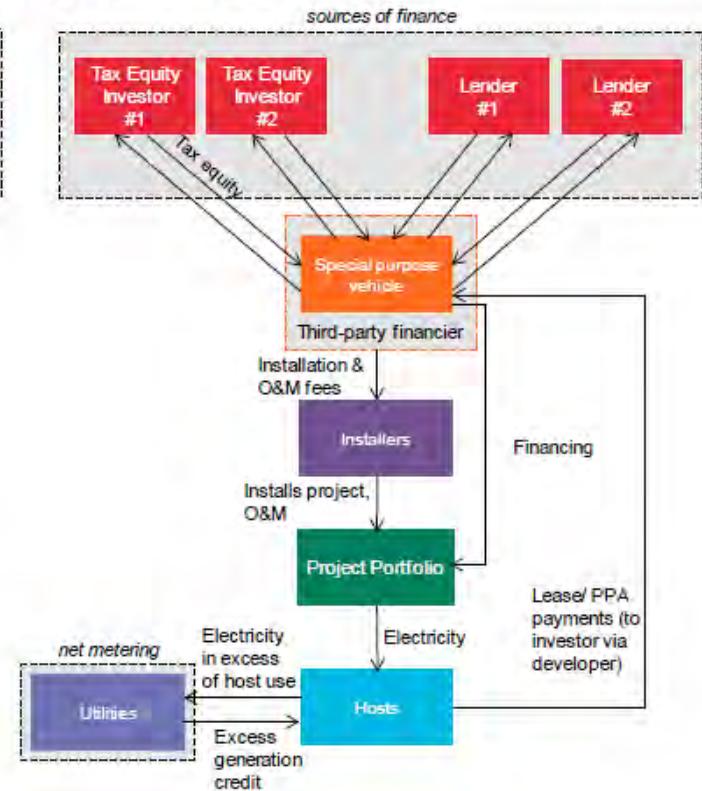 sources of finance
Tax Equity
Investor
#1
Tax Equity
Investor
#2
Lender
#1
Lender
#2
Tax equity
Special purpose
vehicle
Third-party financier
Installation &
O&M fees
Installers
Financing
Installs project,
O&M
Project Portfolio
Lease/ PPA
payments (to
investor via
developer)
Electricity
net metering
Electricity
in excess
of host use
Utilities
Hosts
Excess
generation
credit